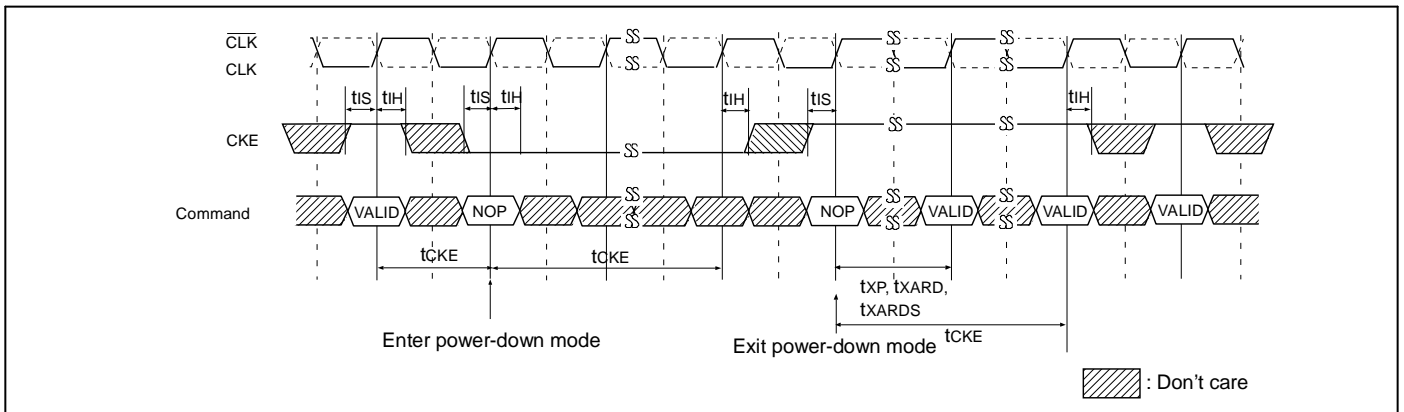 CLK
CLK
tIS tIH tIS tIH tIH tIS tIH
CKE
Command
VALID NOP NOP VALID VALID VALID
tCKE tCKE
tXP, tXARD,
tXARDS
tCKE
Enter power-down mode
Exit power-down mode
: Don't care